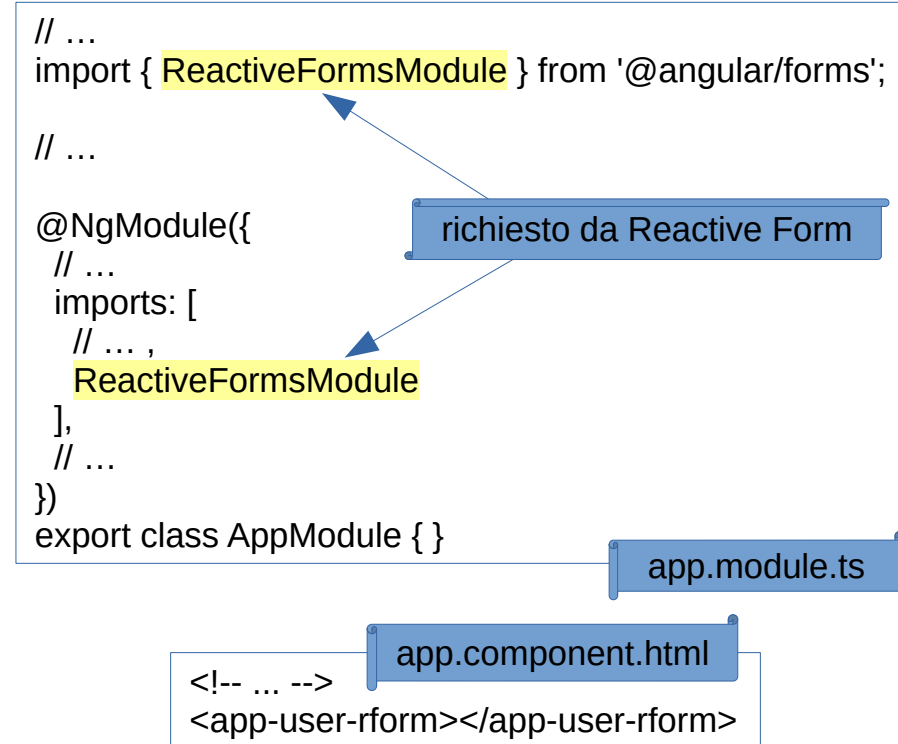 // …
import { ReactiveFormsModule } from '@angular/forms';
// …
@NgModule({
// …
imports: [
// … ,
ReactiveFormsModule
],
// …
})
export class AppModule { }
richiesto da Reactive Form
app.module.ts
app.component.html
<!-- ... -->
<app-user-rform></app-user-rform>